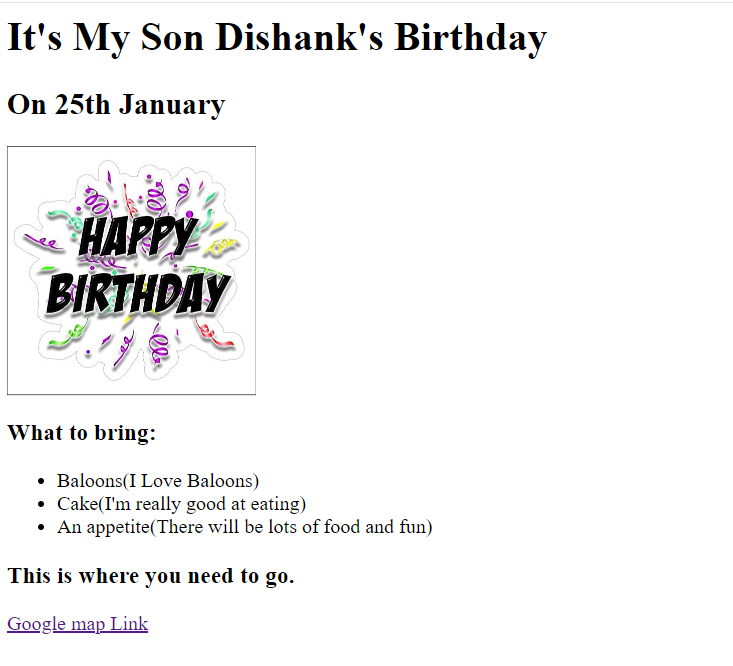 It's My Son Dishank's Birthday
On 25th January
HAPPY
BIRTHDAY
What to bring:
Baloons(I Love Baloons)
Cake(I'm really good at eating)
An appetite(There will be lots of food and fun)
This is where you need to go.
Google map Link